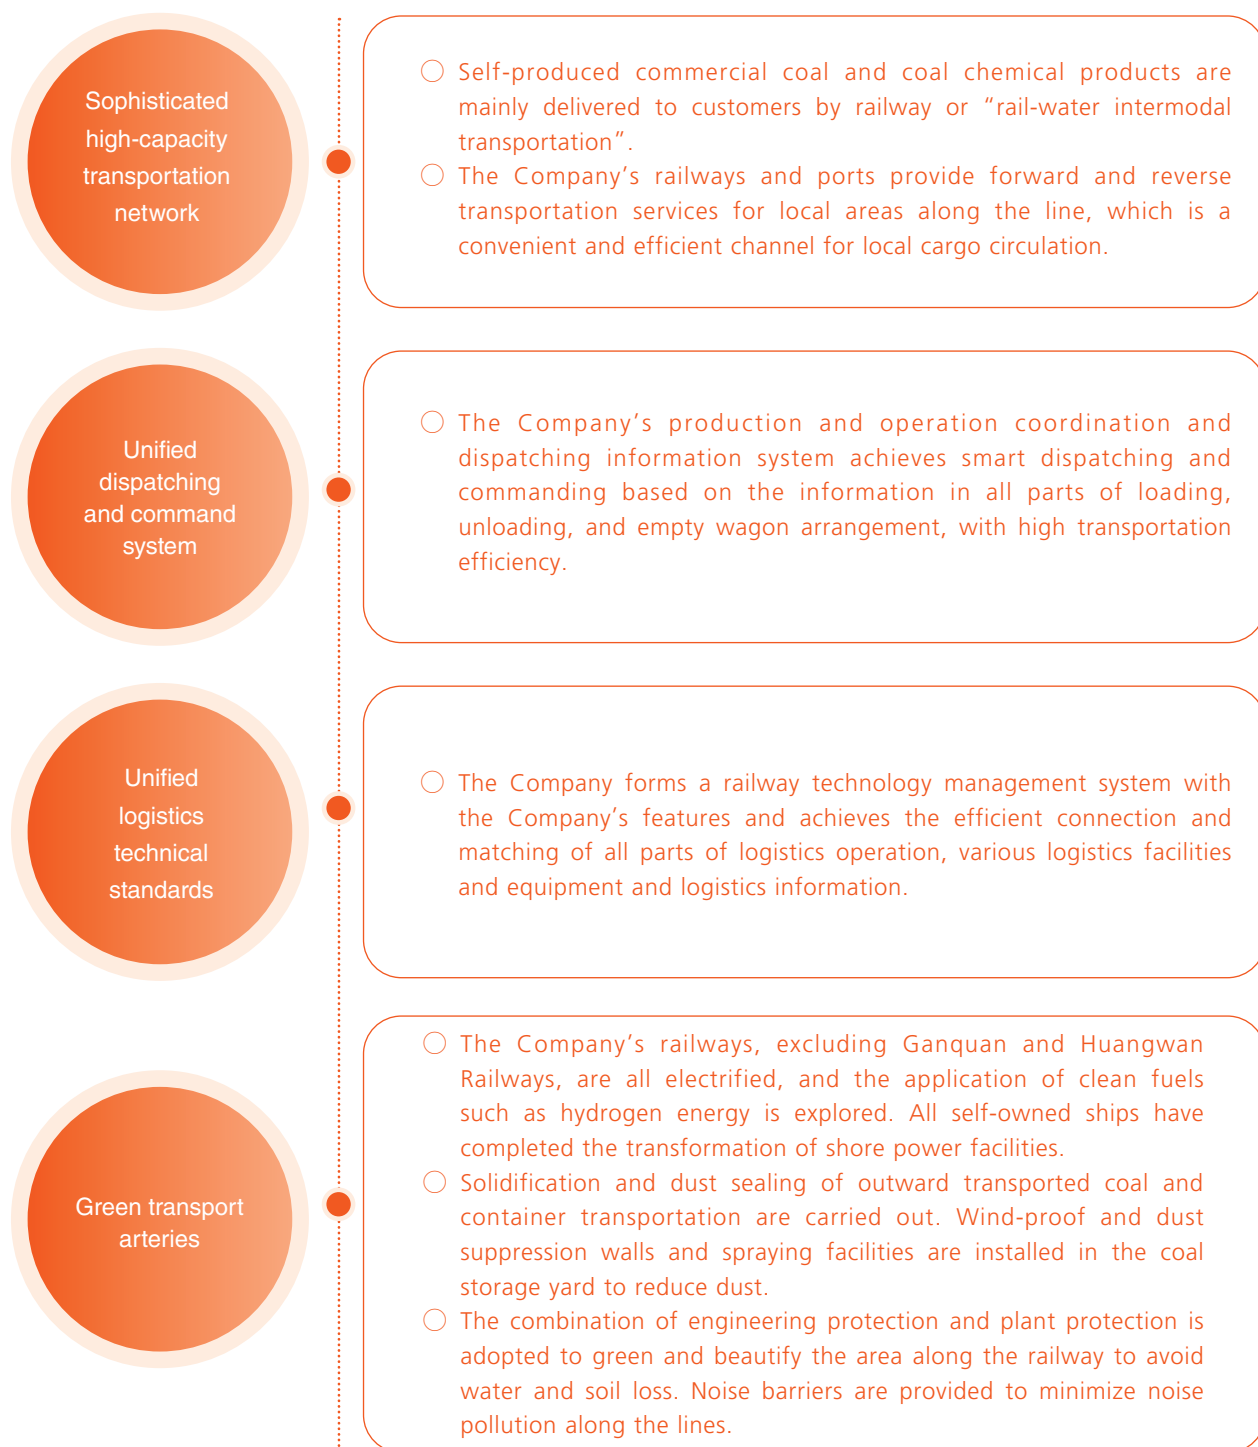 Sophisticated
high-capacity
transportation
network
○ Self-produced commercial coal and coal chemical products are
mainly delivered to customers by railway or “rail-water intermodal
transportation”.
○ The Company’s railways and ports provide forward and reverse
transportation services for local areas along the line, which is a
convenient and efficient channel for local cargo circulation.
Unified
dispatching
and command
system
○ The Company’s production and operation coordination and
dispatching information system achieves smart dispatching and
commanding based on the information in all parts of loading,
unloading, and empty wagon arrangement, with high transportation
efficiency.
Unified
logistics
technical
standards
○ The Company forms a railway technology management system with
the Company’s features and achieves the efficient connection and
matching of all parts of logistics operation, various logistics facilities
and equipment and logistics information.
Green transport
arteries
○ The Company’s railways, excluding Ganquan and Huangwan
Railways, are all electrified, and the application of clean fuels
such as hydrogen energy is explored. All self-owned ships have
completed the transformation of shore power facilities.
○ Solidification and dust sealing of outward transported coal and
container transportation are carried out. Wind-proof and dust
suppression walls and spraying facilities are installed in the coal
storage yard to reduce dust.
○ The combination of engineering protection and plant protection is
adopted to green and beautify the area along the railway to avoid
water and soil loss. Noise barriers are provided to minimize noise
pollution along the lines.